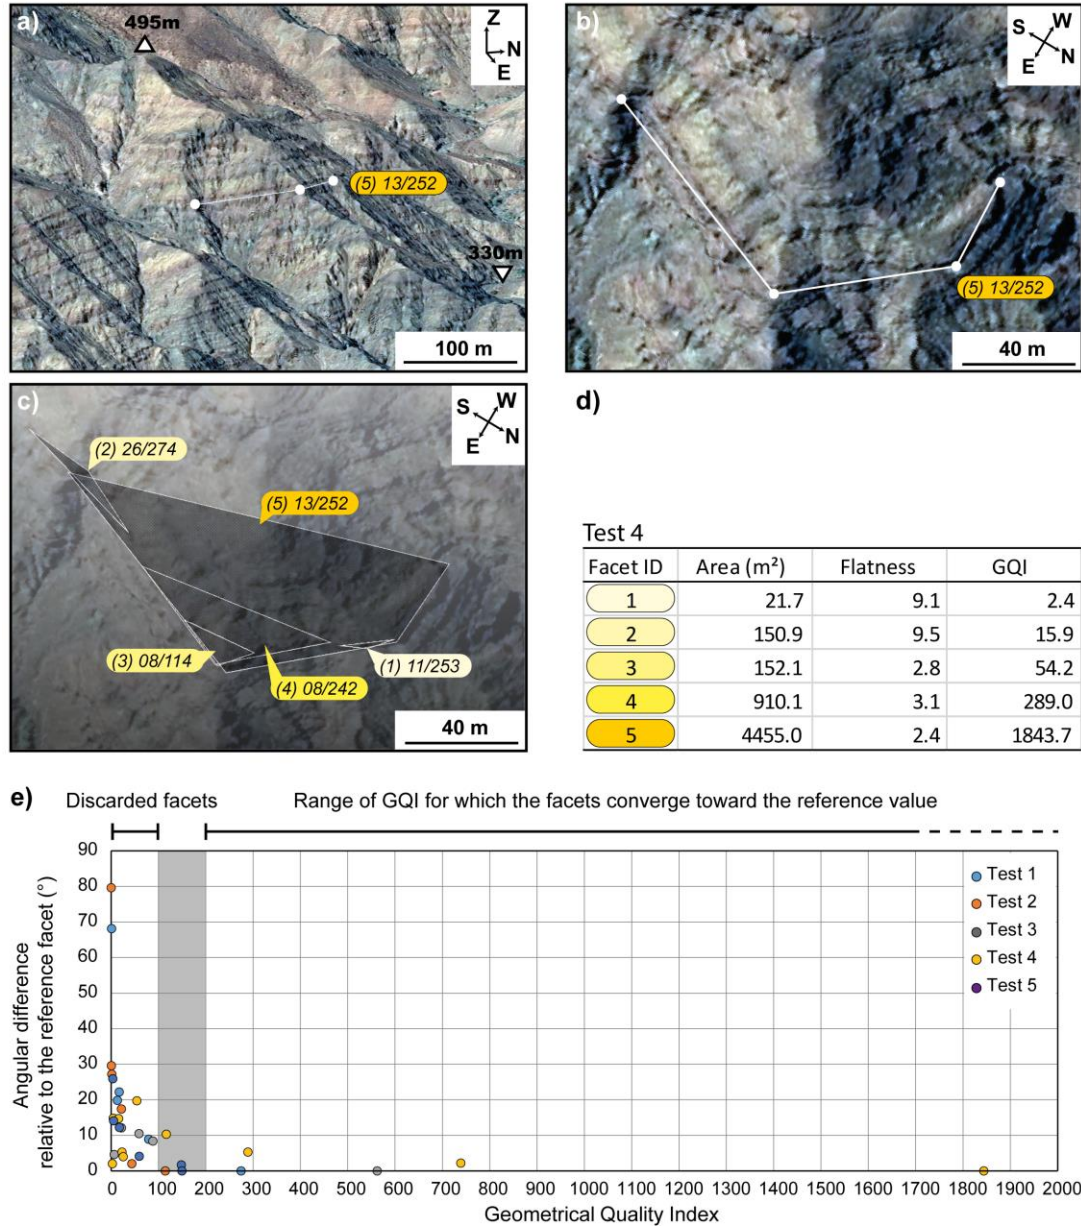 a)
495m
Z
N
E
(5) 13/252
330m
100 m
b)
S
W
E
N
(5) 13/252
40 m
c)
S
W
E
N
(2) 26/274
(5) 13/252
(3) 08/114
(4) 08/242
(1) 11/253
40 m
d)
Test 4
Facet ID Area (m²) Flatness GQI
1 21.7 9.1 2.4
2 150.9 9.5 15.9
3 152.1 2.8 54.2
4 910.1 3.1 289.0
5 4455.0 2.4 1843.7
e)
Discarded facets Range of GQI for which the facets converge toward the reference value
Angular difference
relative to the reference facet (°)
90
80
70
60
50
40
30
20
10
0
Test 1
Test 2
Test 3
Test 4
Test 5
0 100 200 300 400 500 600 700 800 900 1000 1100 1200 1300 1400 1500 1600 1700 1800 1900 2000
Geometrical Quality Index